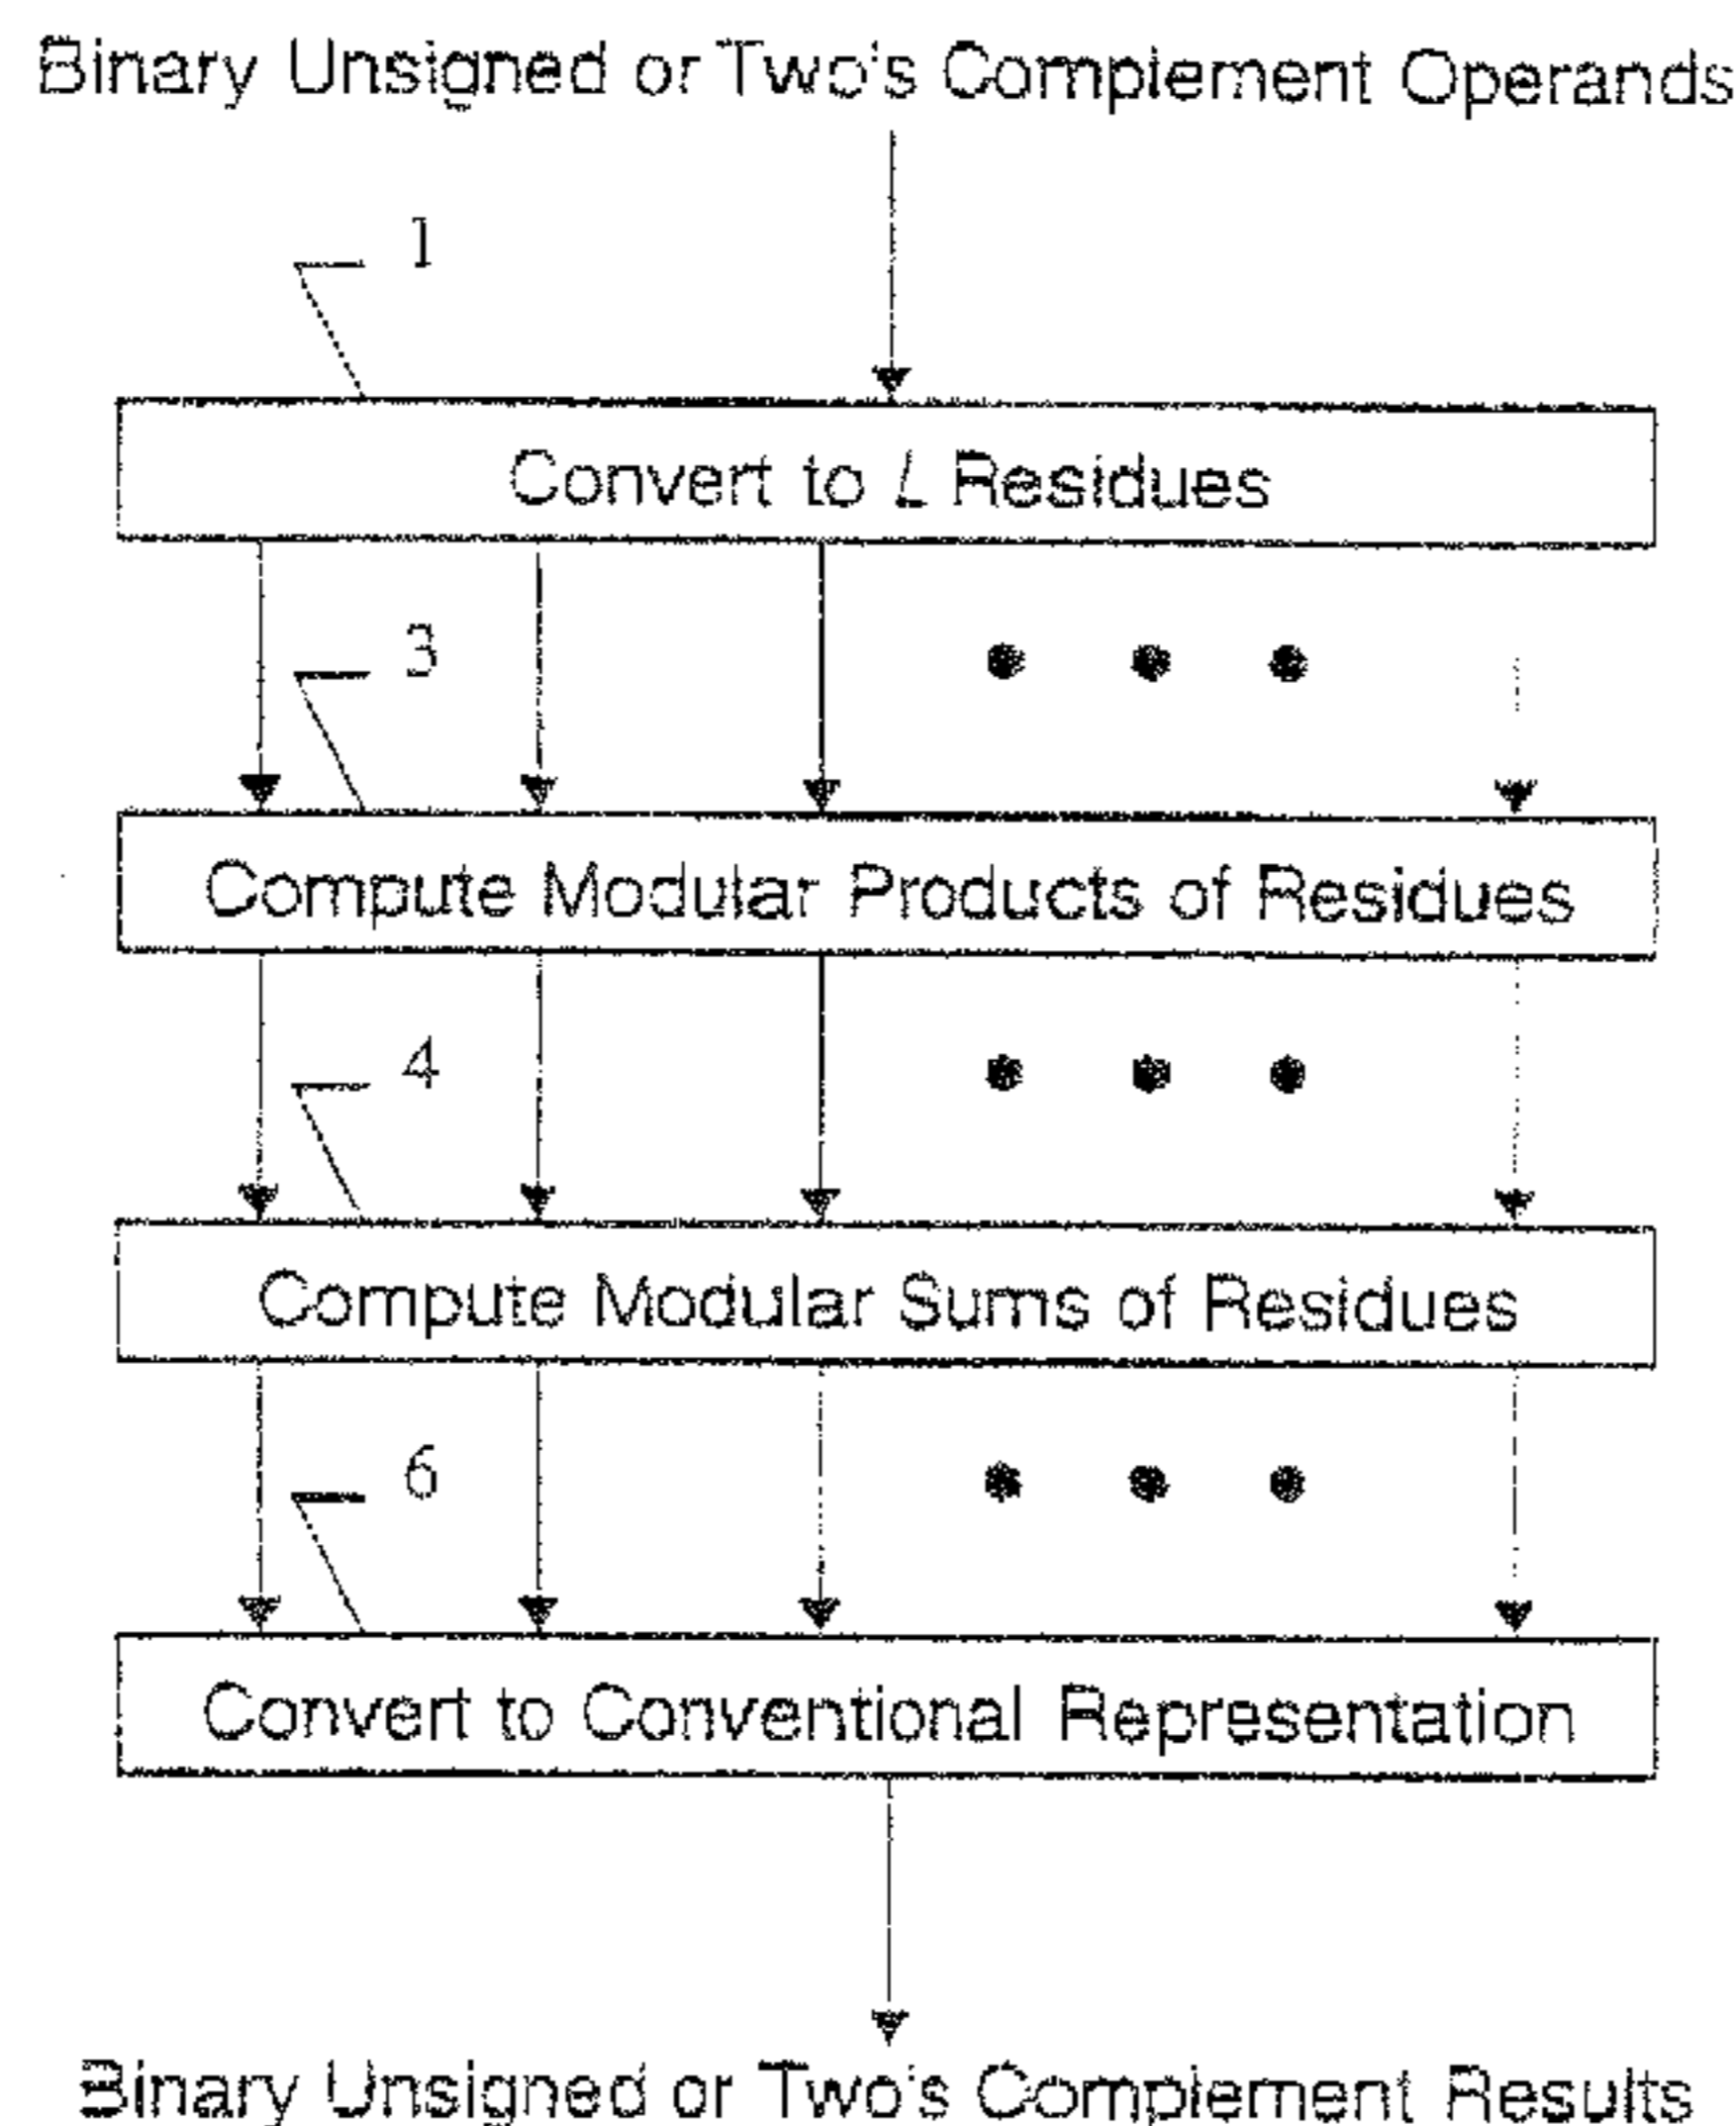 Binary Unsigned or Two's Complement Operands
1
Convert to L Residues
3
Compute Modular Products of Residues
4
Compute Modular Sums of Residues
6
Convert to Conventional Representation
Binary Unsigned or Two's Complement Results